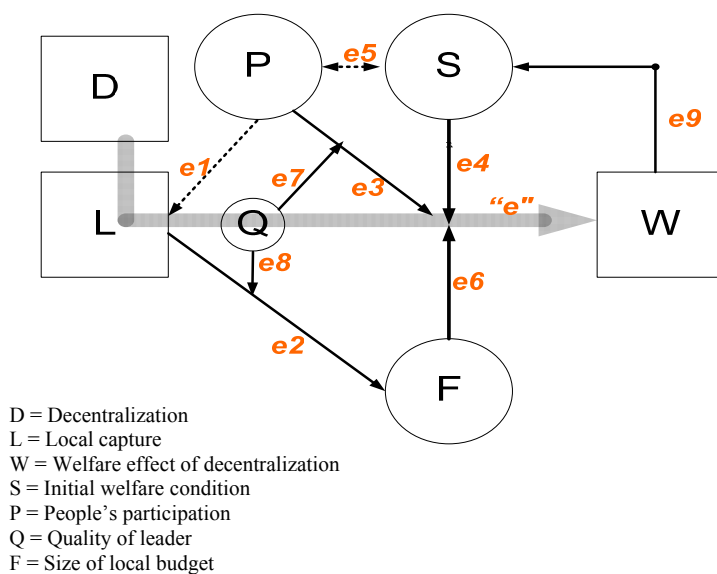 D
P
e5
S
e9
e1
e7
e3
e4
L
Q
"e"
W
e8
e6
e2
F
D = Decentralization
L = Local capture
W = Welfare effect of decentralization
S = Initial welfare condition
P = People's participation
Q = Quality of leader
F = Size of local budget